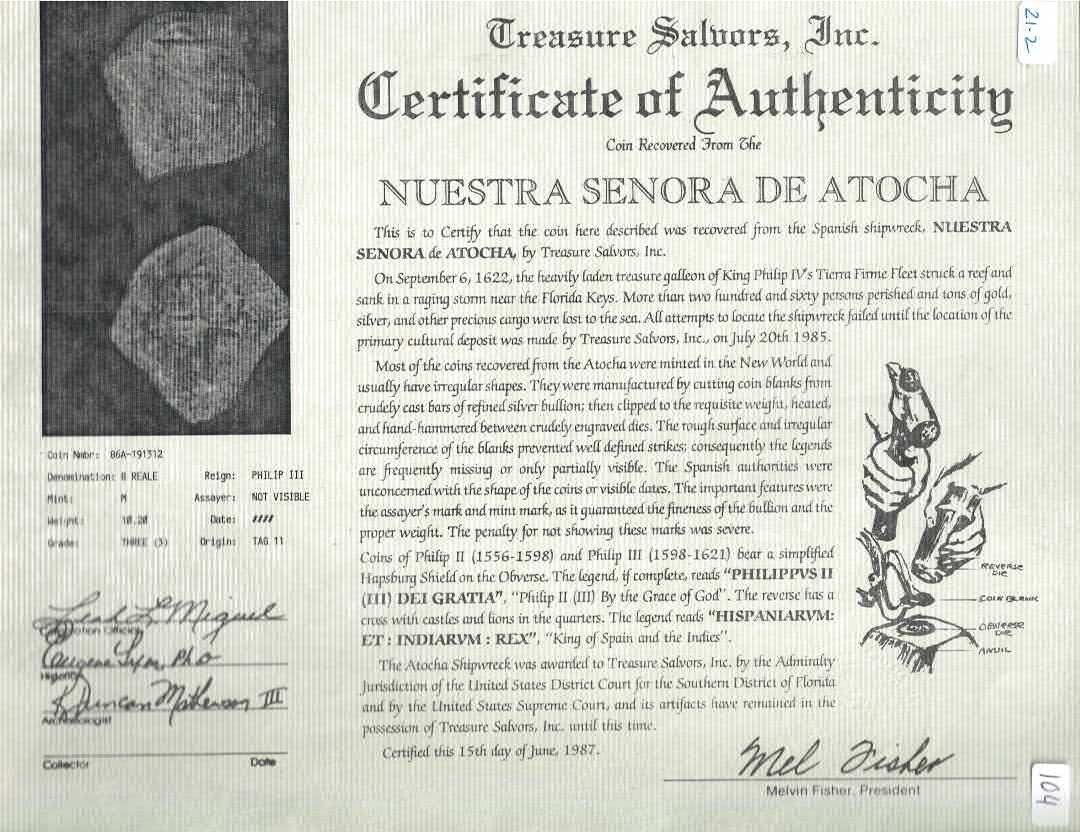 21-2
Treasure Salvors, Inc.
Certificate of Authenticity
Coin Recovered From The
NUESTRA SENORA DE ATOCHA
This is to Certify that the coin here described was recovered from the Spanish shipwreck, NUESTRA
SENORA de ATOCHA, by Treasure Salvors, Inc.
On September 6, 1622, the heavily laden treasure galleon of King Philip IV's Tierra Firme Fleet struck a reef and
sank in a raging storm near the Florida Keys. More than two hundred and sixty persons perished and tons of gold,
silver, and other precious cargo were lost to the sea. All attempts to locate the shipwreck failed until the location of the
primary cultural deposit was made by Treasure Salvors, Inc., on July 20th 1985.
Most of the coins recovered from the Atocha were minted in the New World and
usually have irregular shapes. They were manufactured by cutting coin blanks from
crudely cast bars of refined silver bullion; then clipped to the requisite weight, heated,
and hand-hammered between crudely engraved dies. The rough surface and irregular
circumference of the blanks prevented well defined strikes; consequently the legends
are frequently missing or only partially visible. The Spanish authorities were
unconcerned with the shape of the coins or visible dates. The important features were
the assayer's mark and mint mark, as it guaranteed the fineness of the bullion and the
proper weight. The penalty for not showing these marks was severe.
Coins of Philip II (1556-1598) and Philip III (1598-1621) bear a simplified
Hapsburg Shield on the Obverse. The legend, if complete, reads "PHILIPPVS II
(III) DEI GRATIA", "Philip II (III) By the Grace of God". The reverse has a
cross with castles and lions in the quarters. The legend reads "HISPANIARVM:
ET : INDIARVM : REX", "King of Spain and the Indies".
The Atocha Shipwreck was awarded to Treasure Salvors, Inc. by the Admiralty
Jurisdiction of the United States District Court for the Southern District of Florida
and by the United States Supreme Court, and its artifacts have remained in the
possession of Treasure Salvors, Inc. until this time.
Certified this 15th day of June, 1987.
REVERSE
DIE
COIN BLANK
OBVERSE
DIE
ANVIL
Coin Nmbr: 86A-191312
Denomination: 8 REALE Reign: PHILIP III
Mint: M Assayer: NOT VISIBLE
Weight: 18.20 Date: ////
Grade: THREE (3) Origin: TAG 11
Leah L Miguel
Eugene Lyon, PhD
Historian
R. Duncan Mathewson III
Archaeologist
Collector Date
Mel Fisher
Melvin Fisher, President
104